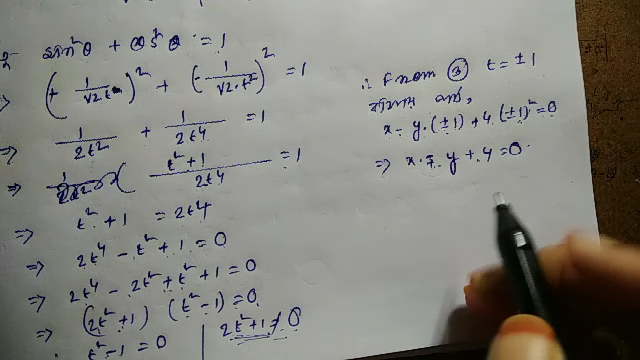 sin²θ + cos²θ = 1
⇒ (+ 1/(√2t))² + (- 1/(√2·t²))² = 1
⇒ 1/2t² + 1/2t⁴ = 1
⇒ (t² + 1)/2t⁴ = 1
⇒ t² + 1 = 2t⁴
⇒ 2t⁴ - t² + 1 = 0
⇒ 2t⁴ - 2t² + t² + 1 = 0
⇒ (2t² + 1) (t² - 1) = 0
∴ t² - 1 = 0 | 2t² + 1 ≠ 0
∴ From ③ t = ± 1
x - y·(±1) + 4·(±1)² = 0
⇒ x ∓ y + 4 = 0